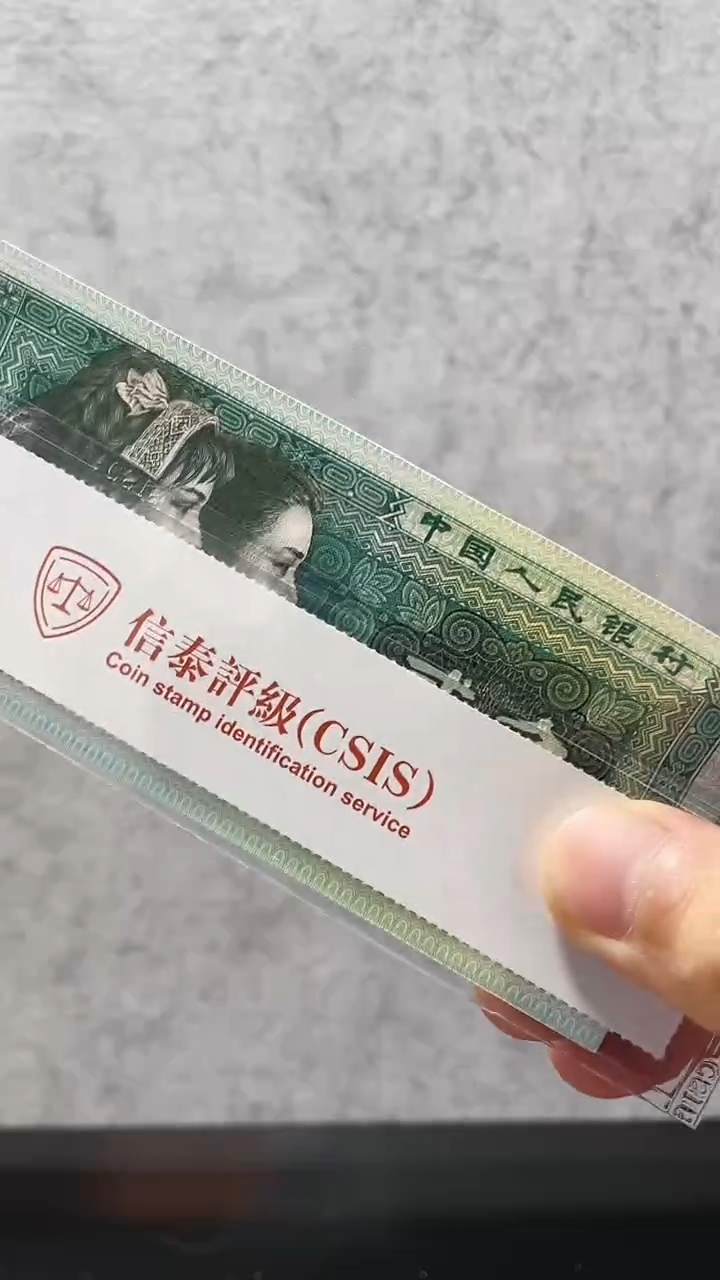 中国人民银行
信泰評級(CSIS)
Coin stamp identification service